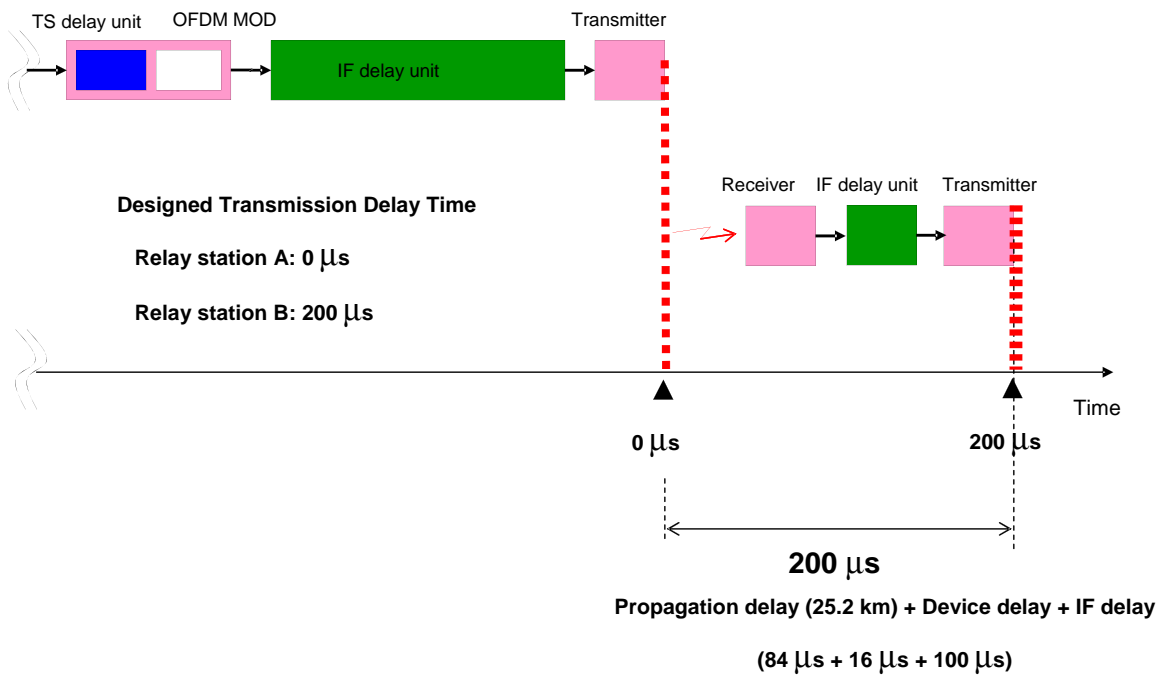 TS delay unit
OFDM MOD
Transmitter
IF delay unit
Receiver
IF delay unit
Transmitter
Designed Transmission Delay Time
Relay station A: 0 μs
Relay station B: 200 μs
Time
0 μs
200 μs
200 μs
Propagation delay (25.2 km) + Device delay + IF delay
(84 μs + 16 μs + 100 μs)